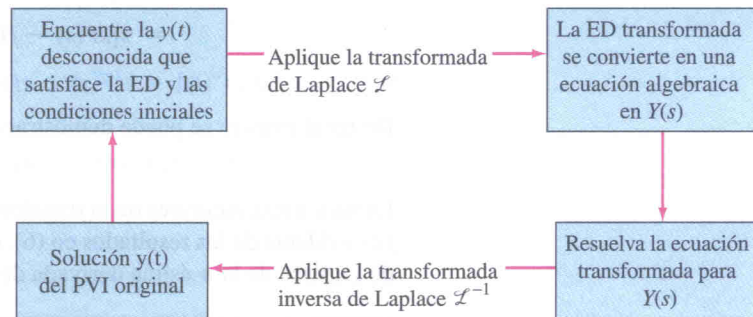 Encuentre la y(t)
desconocida que
satisface la ED y las
condiciones iniciales
Aplique la transformada
de Laplace ℒ
La ED transformada
se convierte en una
ecuación algebraica
en Y(s)
Solución y(t)
del PVI original
Aplique la transformada
inversa de Laplace ℒ⁻¹
Resuelva la ecuación
transformada para
Y(s)